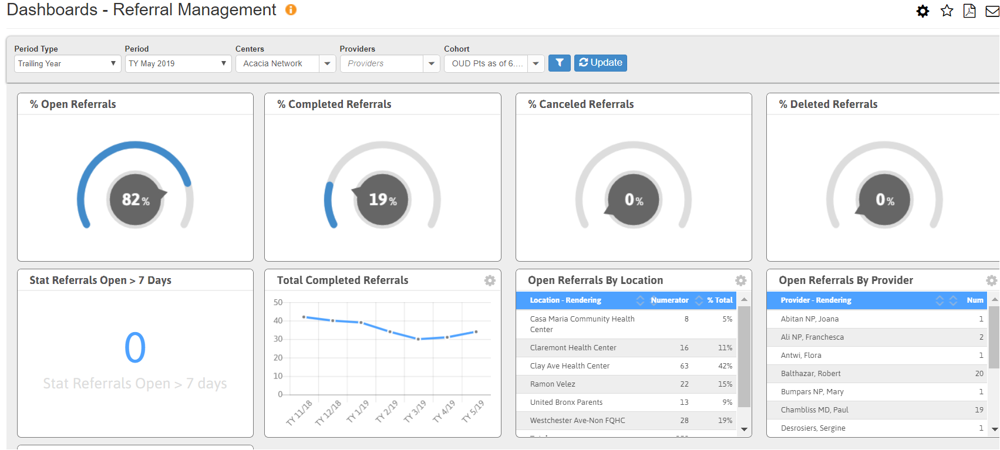 Dashboards - Referral Management
Period Type
Period
Centers
Providers
Cohort
Trailing Year
TY May 2019
Acacia Network
Providers
OUD Pts as of 6....
Update
% Open Referrals
82%
% Completed Referrals
19%
% Canceled Referrals
0%
% Deleted Referrals
0%
Stat Referrals Open > 7 Days
0
Stat Referrals Open > 7 days
Total Completed Referrals
50
40
30
20
10
0
TY 11/18
TY 12/18
TY 1/19
TY 2/19
TY 3/19
TY 4/19
TY 5/19
Open Referrals By Location
Location - Rendering Numerator % Total
Casa Maria Community Health
Center 8 5%
Claremont Health Center 16 11%
Clay Ave Health Center 63 42%
Ramon Velez 22 15%
United Bronx Parents 13 9%
Westchester Ave-Non FQHC 28 19%
Open Referrals By Provider
Provider - Rendering Num
Abitan NP, Joana 1
Ali NP, Franchesca 2
Antwi, Flora 1
Balthazar, Robert 20
Bumpars NP, Mary 1
Chambliss MD, Paul 19
Desrosiers, Sergine 1